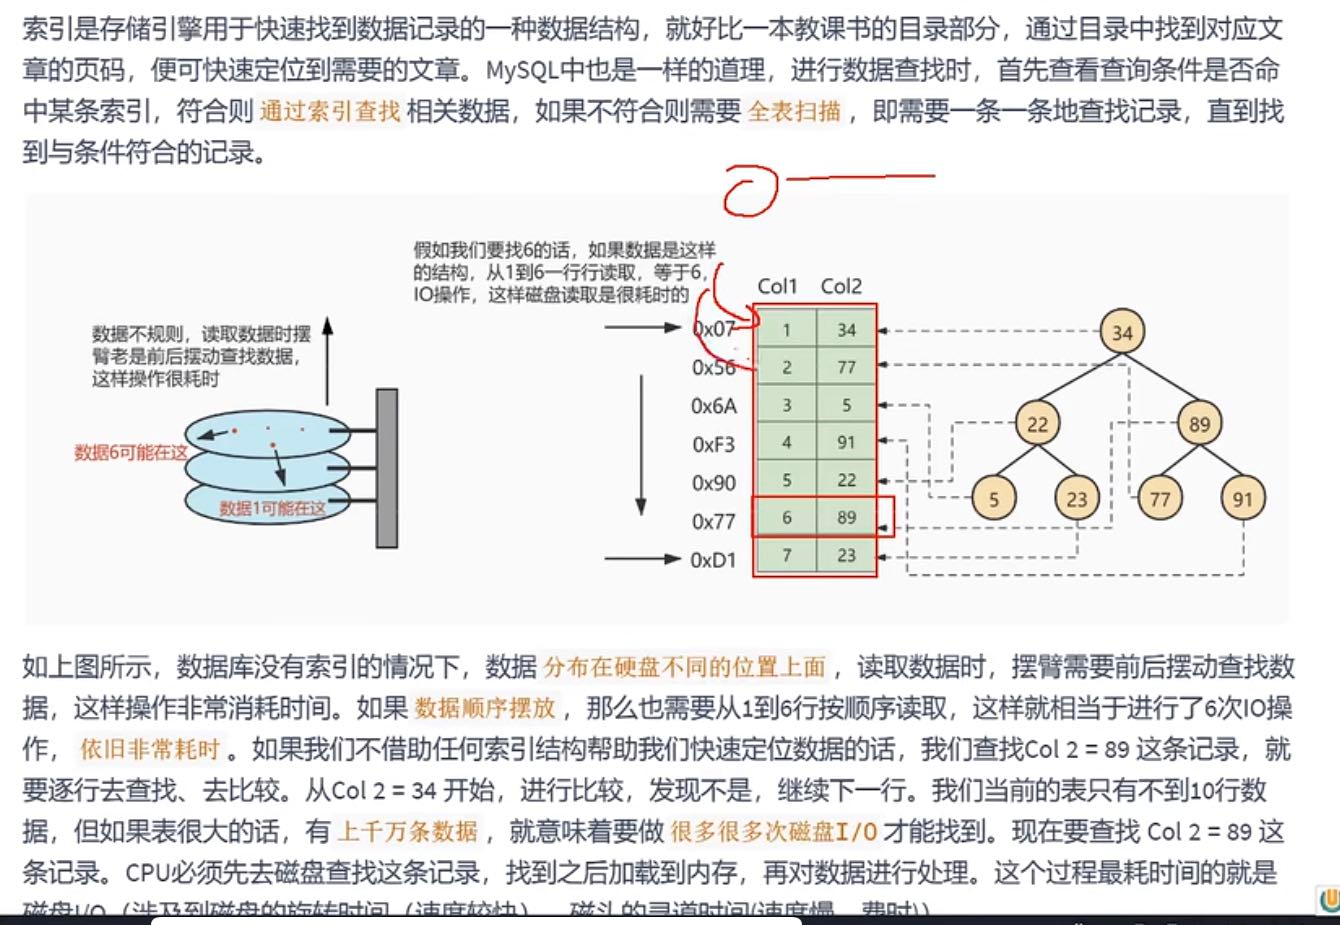 索引是存储引擎用于快速找到数据记录的一种数据结构，就好比一本教课书的目录部分，通过目录中找到对应文
章的页码，便可快速定位到需要的文章。MySQL中也是一样的道理，进行数据查找时，首先查看查询条件是否命
中某条索引，符合则 通过索引查找 相关数据，如果不符合则需要 全表扫描 ，即需要一条一条地查找记录，直到找
到与条件符合的记录。
假如我们要找6的话，如果数据是这样
的结构，从1到6一行行读取，等于6，
IO操作，这样磁盘读取是很耗时的
数据不规则，读取数据时摆
臂老是前后摆动查找数据，
这样操作很耗时
数据6可能在这
数据1可能在这
Col1 Col2
0x07 1 34
0x56 2 77
0x6A 3 5
0xF3 4 91
0x90 5 22
0x77 6 89
0xD1 7 23
34
22 89
5 23 77 91
如上图所示，数据库没有索引的情况下，数据 分布在硬盘不同的位置上面 ，读取数据时，摆臂需要前后摆动查找数
据，这样操作非常消耗时间。如果 数据顺序摆放 ，那么也需要从1到6行按顺序读取，这样就相当于进行了6次IO操
作， 依旧非常耗时 。如果我们不借助任何索引结构帮助我们快速定位数据的话，我们查找Col 2 = 89 这条记录，就
要逐行去查找、去比较。从Col 2 = 34 开始，进行比较，发现不是，继续下一行。我们当前的表只有不到10行数
据，但如果表很大的话，有 上千万条数据 ，就意味着要做 很多很多次磁盘I/O 才能找到。现在要查找 Col 2 = 89 这
条记录。CPU必须先去磁盘查找这条记录，找到之后加载到内存，再对数据进行处理。这个过程最耗时间的就是
磁盘I/O（涉及到磁盘的旋转时间（速度较快），磁头的寻道时间(速度慢、费时)）